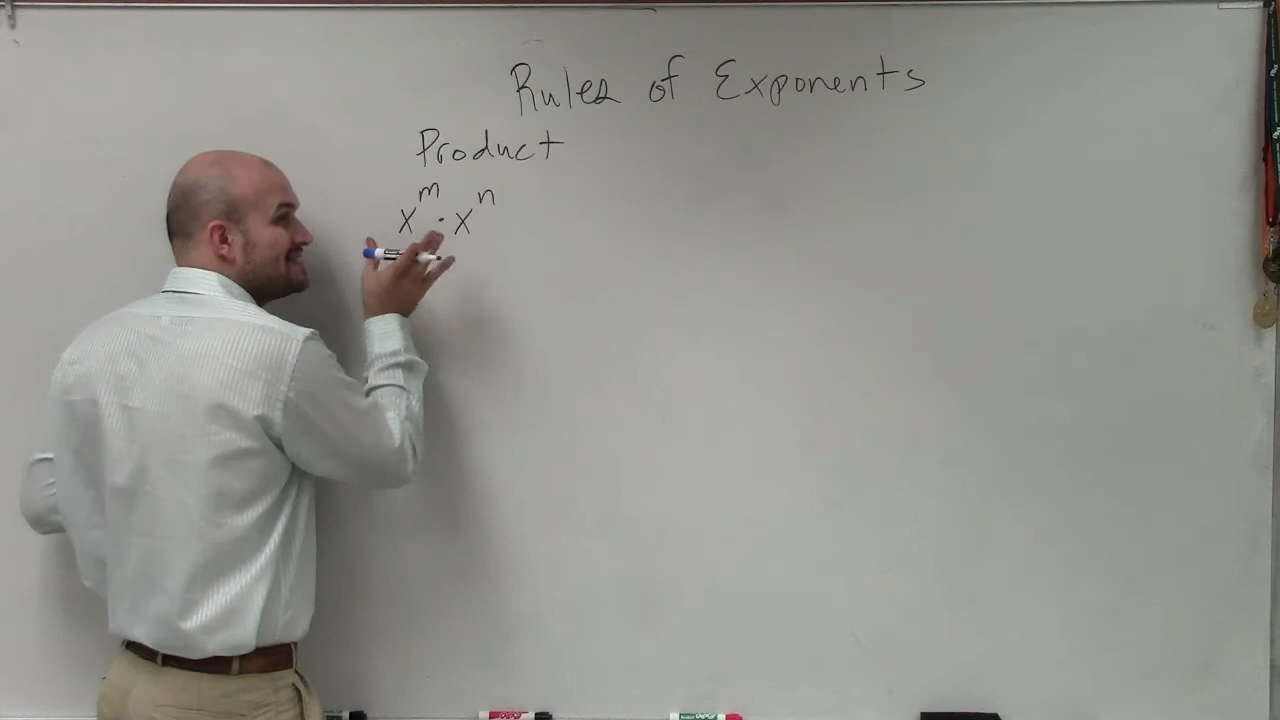 Rules of Exponents
Product
x^m · x^n